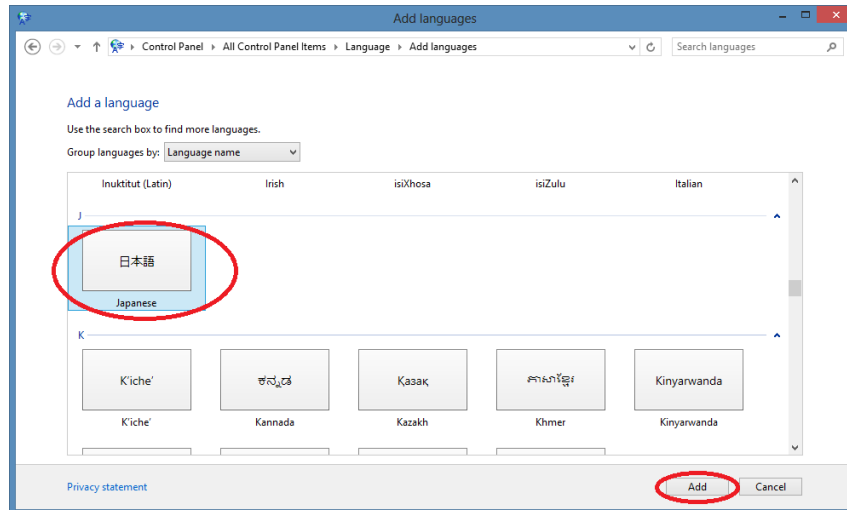 Add languages
Control Panel All Control Panel Items Language Add languages Search languages
Add a language
Use the search box to find more languages.
Group languages by: Language name
Inuktitut (Latin) Irish isiXhosa isiZulu Italian
J
日本語
Japanese
K
K'iche' ಕನ್ನಡ Қазақ ភាសាខ្មែរ Kinyarwanda
K'iche' Kannada Kazakh Khmer Kinyarwanda
Privacy statement Add Cancel